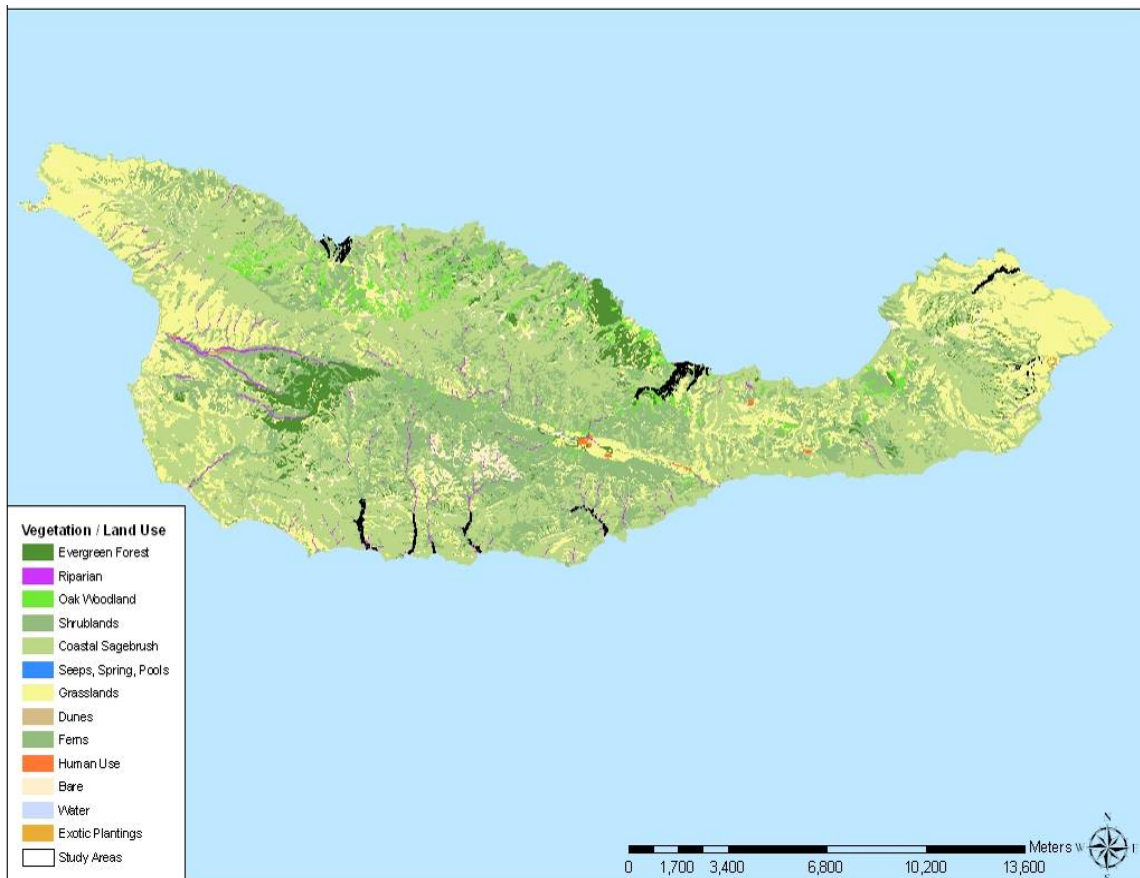 Vegetation / Land Use
Evergreen Forest
Riparian
Oak Woodland
Shrublands
Coastal Sagebrush
Seeps, Spring, Pools
Grasslands
Dunes
Ferns
Human Use
Bare
Water
Exotic Plantings
Study Areas
Meters
0 1,700 3,400 6,800 10,200 13,600
N
W E
S